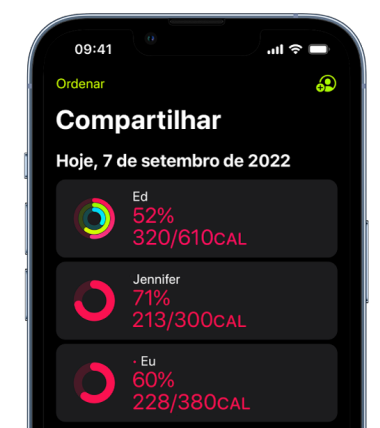 09:41
Ordenar
Compartilhar
Hoje, 7 de setembro de 2022
Ed
52%
320/610CAL
Jennifer
71%
213/300CAL
• Eu
60%
228/380CAL